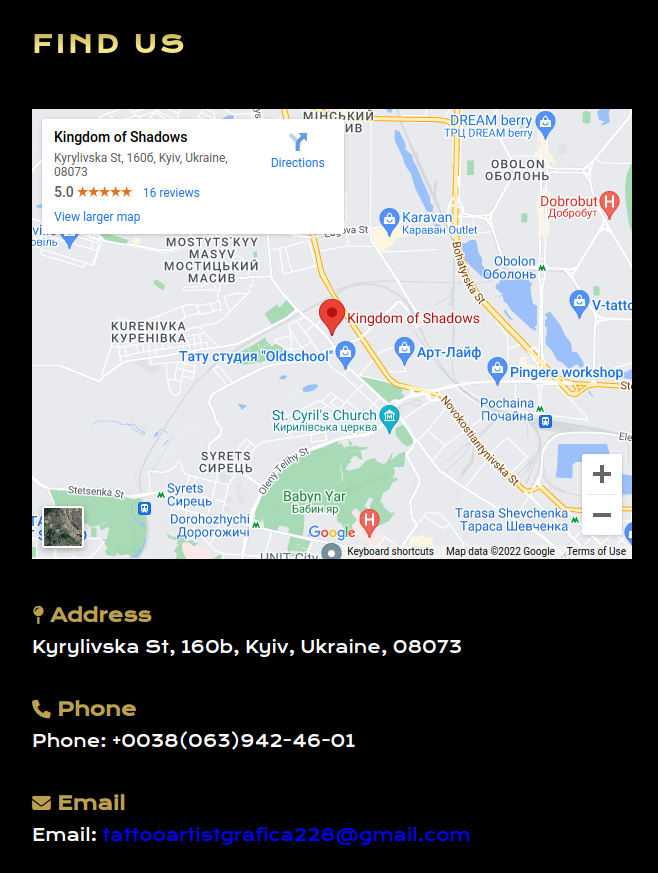 FIND US
МІНСЬКИЙ
Kingdom of Shadows
Kyrylivska St, 160б, Kyiv, Ukraine,
08073
5.0
16 reviews
View larger map
Directions
DREAM berry
ТРЦ DREAM berry
OBOLON
ОБОЛОНЬ
Dobrobut
Добробут
Karavan
Караван Outlet
MOSTYTS'KYY
MASYV
МОСТИЦЬКИЙ
МАСИВ
Bohatyrska St
Obolon
Оболонь
Kingdom of Shadows
KURENIVKA
КУРЕНІВКА
Тату студия "Oldschool"
Арт-Лайф
Pingere workshop
St. Cyril's Church
Кирилівська церква
Pochaina
Почайна
Novokostiantynivska St
SYRETS
СИРЕЦЬ
Oleny Telihy St
Stetsenka St
Syrets
Сирець
Babyn Yar
Бабин яр
Dorohozhychi
Дорогожичі
Tarasa Shevchenka
Тараса Шевченка
UNIT City
Google
Keyboard shortcuts
Map data ©2022 Google
Terms of Use
Address
Kyrylivska St, 160b, Kyiv, Ukraine, 08073
Phone
Phone: +0038(063)942-46-01
Email
Email: tattooartistgrafica228@gmail.com